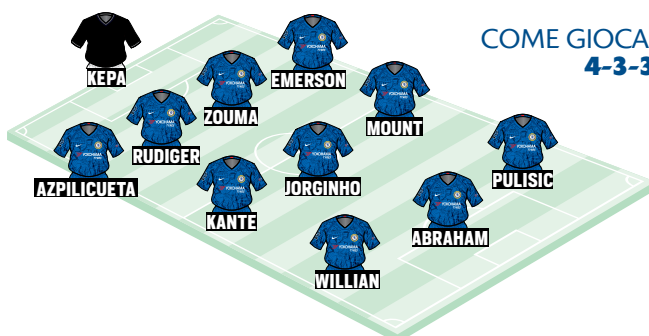 COME GIOCA
4-3-3
KEPA
EMERSON
ZOUMA
MOUNT
RUDIGER
AZPILICUETA
JORGINHO
PULISIC
KANTE
ABRAHAM
WILLIAN